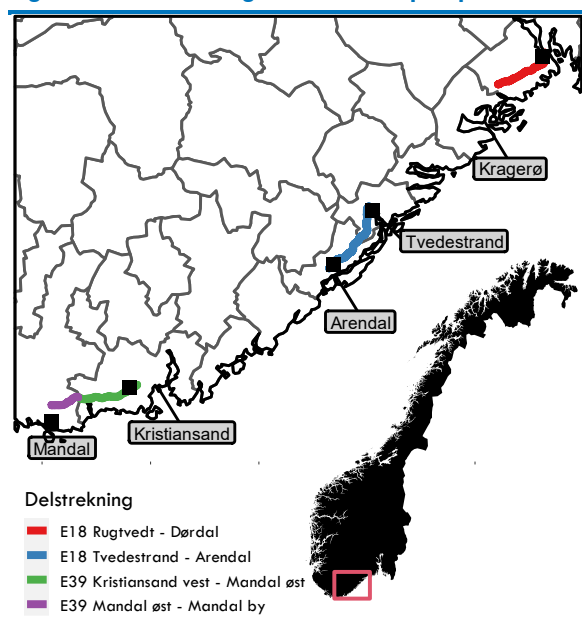 Kragerø
Tvedestrand
Arendal
Kristiansand
Mandal
Delstrekning
E18 Rugtvedt - Dørdal
E18 Tvedestrand - Arendal
E39 Kristiansand vest - Mandal øst
E39 Mandal øst - Mandal by